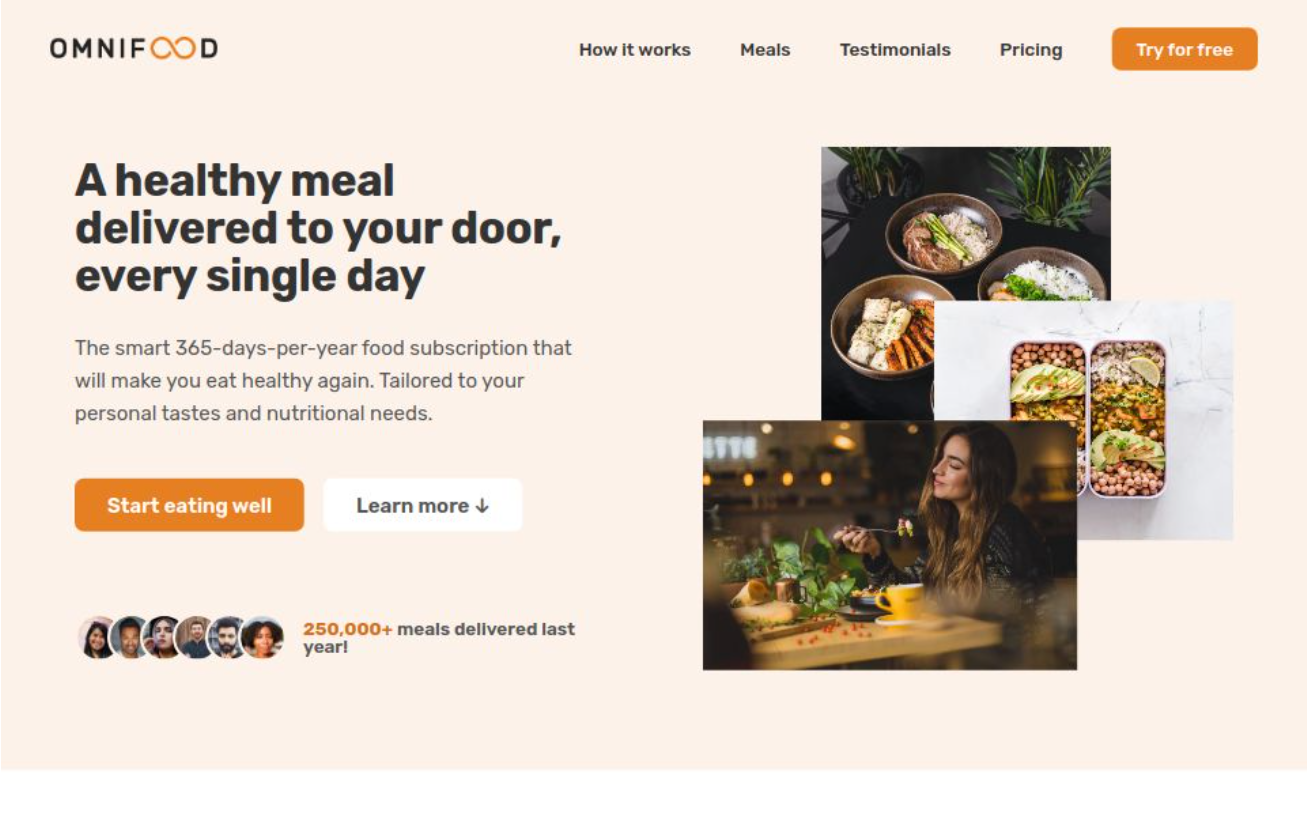 OMNIFOOD
How it works
Meals
Testimonials
Pricing
Try for free
A healthy meal
delivered to your door,
every single day
The smart 365-days-per-year food subscription that
will make you eat healthy again. Tailored to your
personal tastes and nutritional needs.
Start eating well
Learn more ↓
250,000+ meals delivered last
year!